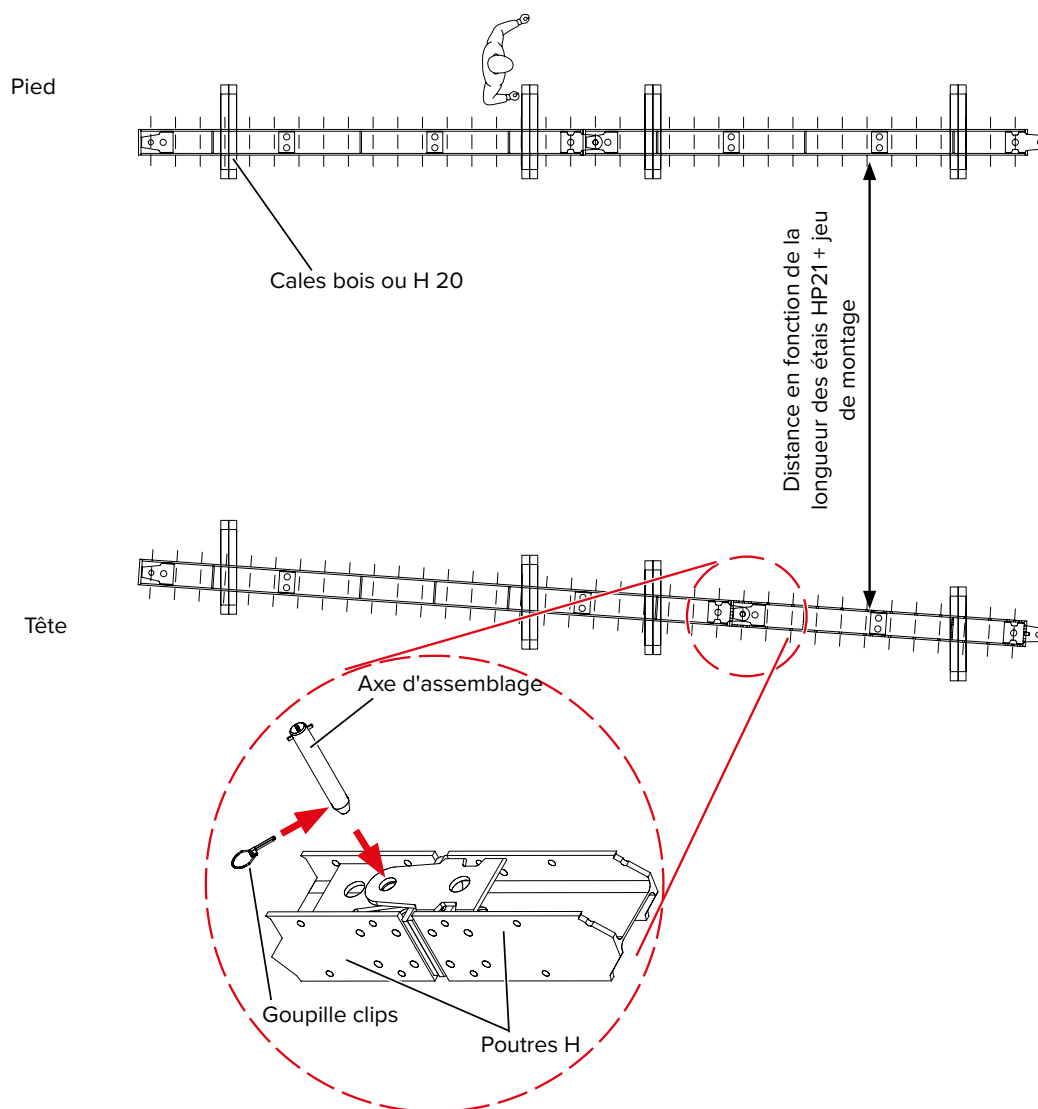 Pied
Cales bois ou H 20
Distance en fonction de la
longueur des étais HP21 + jeu
de montage
Tête
Axe d'assemblage
Goupille clips
Poutres H